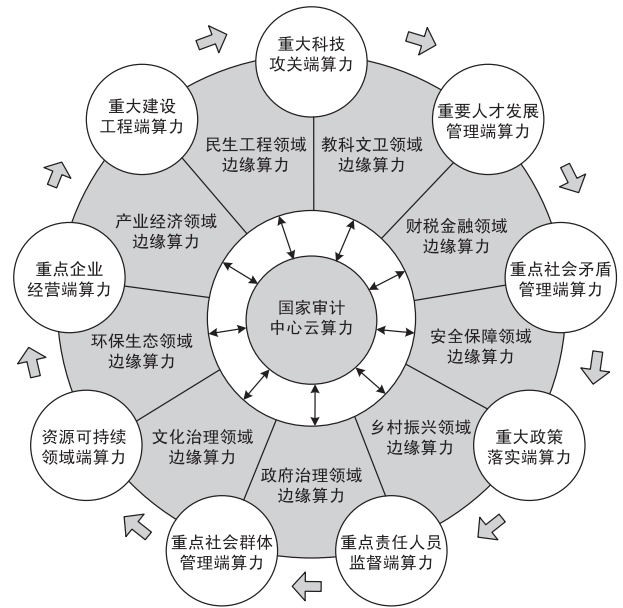 重大科技
攻关端算力
重要人才发展
管理端算力
重点社会矛盾
管理端算力
重大政策
落实端算力
重点责任人员
监督端算力
重点社会群体
管理端算力
资源可持续
领域端算力
重点企业
经营端算力
重大建设
工程端算力
民生工程领域
边缘算力
教科文卫领域
边缘算力
财税金融领域
边缘算力
安全保障领域
边缘算力
乡村振兴领域
边缘算力
政府治理领域
边缘算力
文化治理领域
边缘算力
环保生态领域
边缘算力
产业经济领域
边缘算力
国家审计
中心云算力